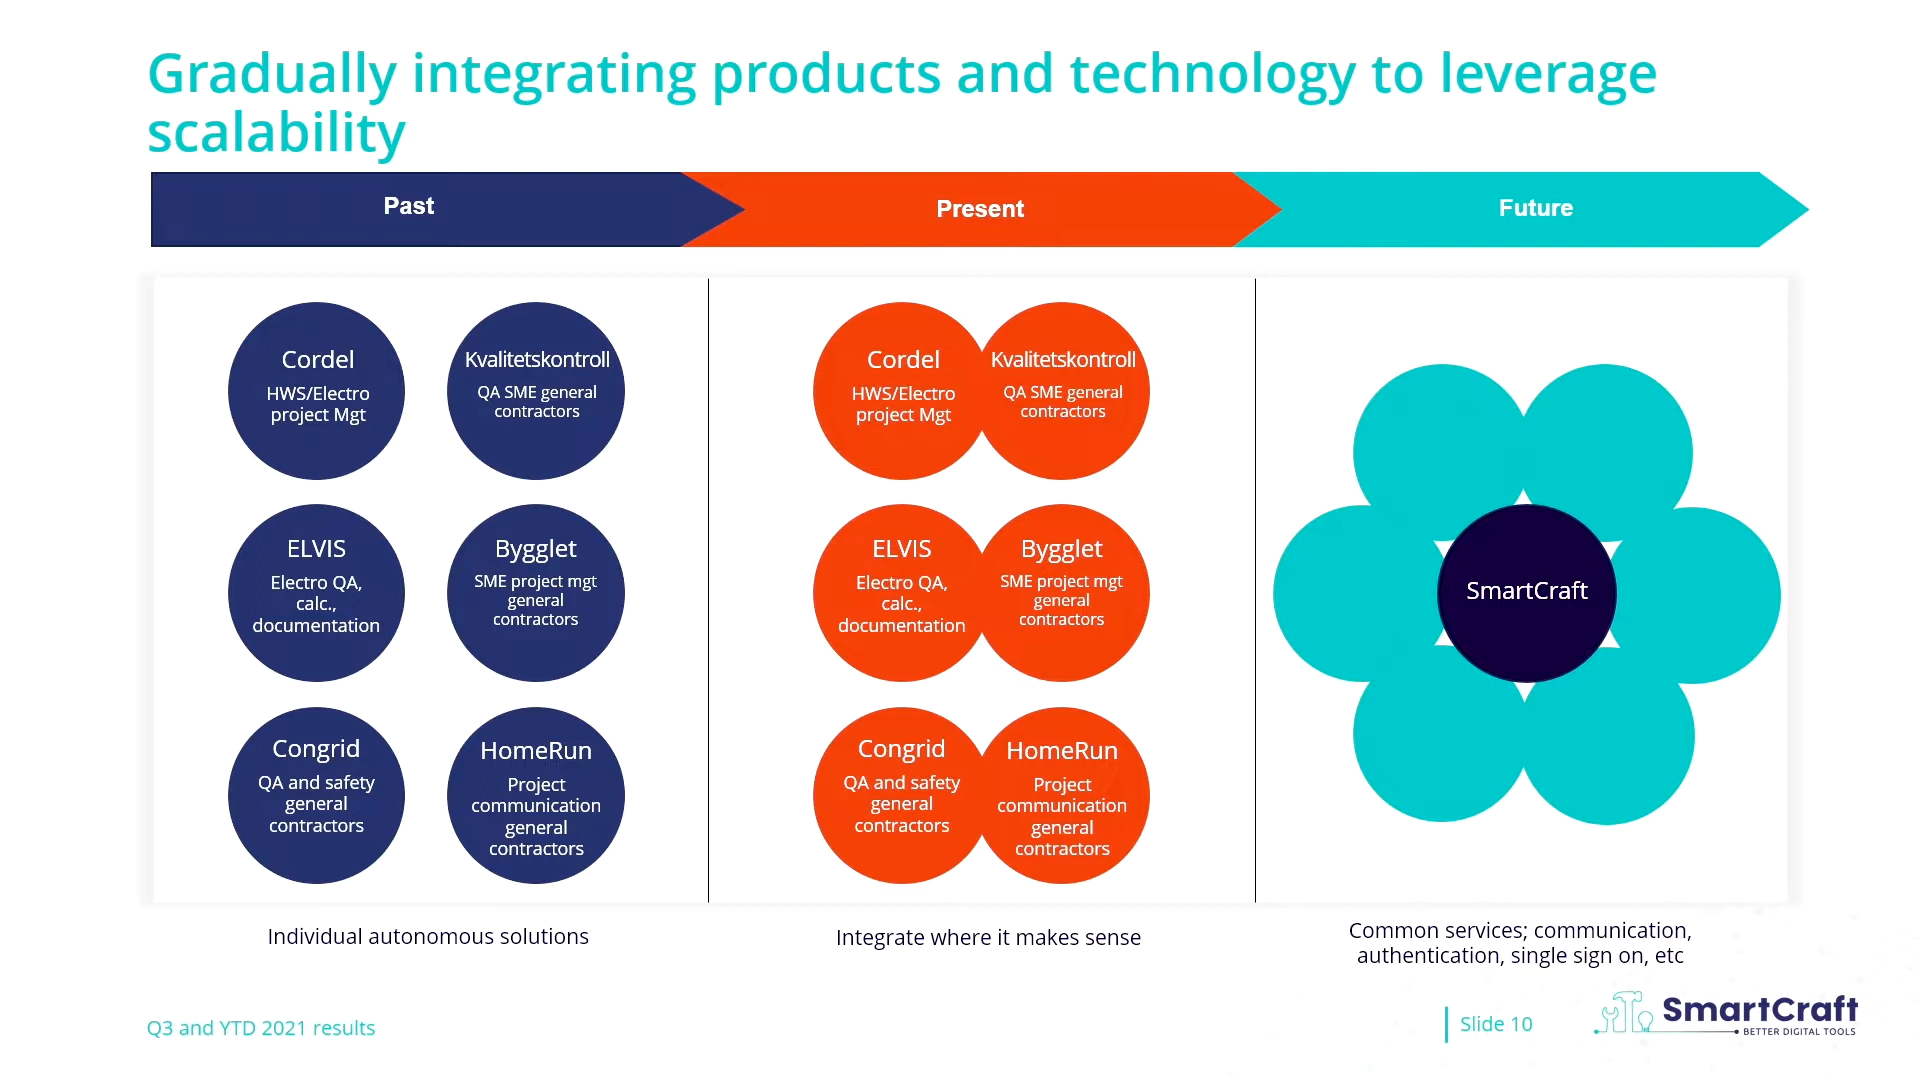 Gradually integrating products and technology to leverage
scalability
Past
Present
Future
Cordel
HWS/Electro
project Mgt
Kvalitetskontroll
QA SME general
contractors
ELVIS
Electro QA,
calc.,
documentation
Bygglet
SME project mgt
general
contractors
Congrid
QA and safety
general
contractors
HomeRun
Project
communication
general
contractors
Cordel
HWS/Electro
project Mgt
Kvalitetskontroll
QA SME general
contractors
ELVIS
Electro QA,
calc.,
documentation
Bygglet
SME project mgt
general
contractors
Congrid
QA and safety
general
contractors
HomeRun
Project
communication
general
contractors
SmartCraft
Individual autonomous solutions
Integrate where it makes sense
Common services; communication,
authentication, single sign on, etc
Q3 and YTD 2021 results
Slide 10
SmartCraft
BETTER DIGITAL TOOLS